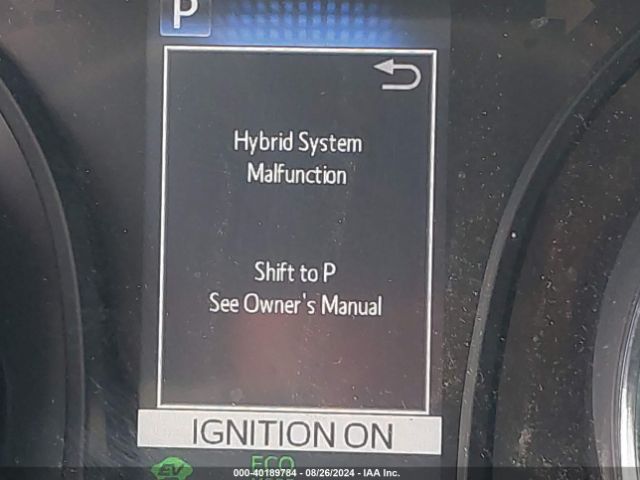 P
Hybrid System
Malfunction
Shift to P
See Owner's Manual
IGNITION ON
EV
ECO
000-40189784 - 08/26/2024 - IAA Inc.